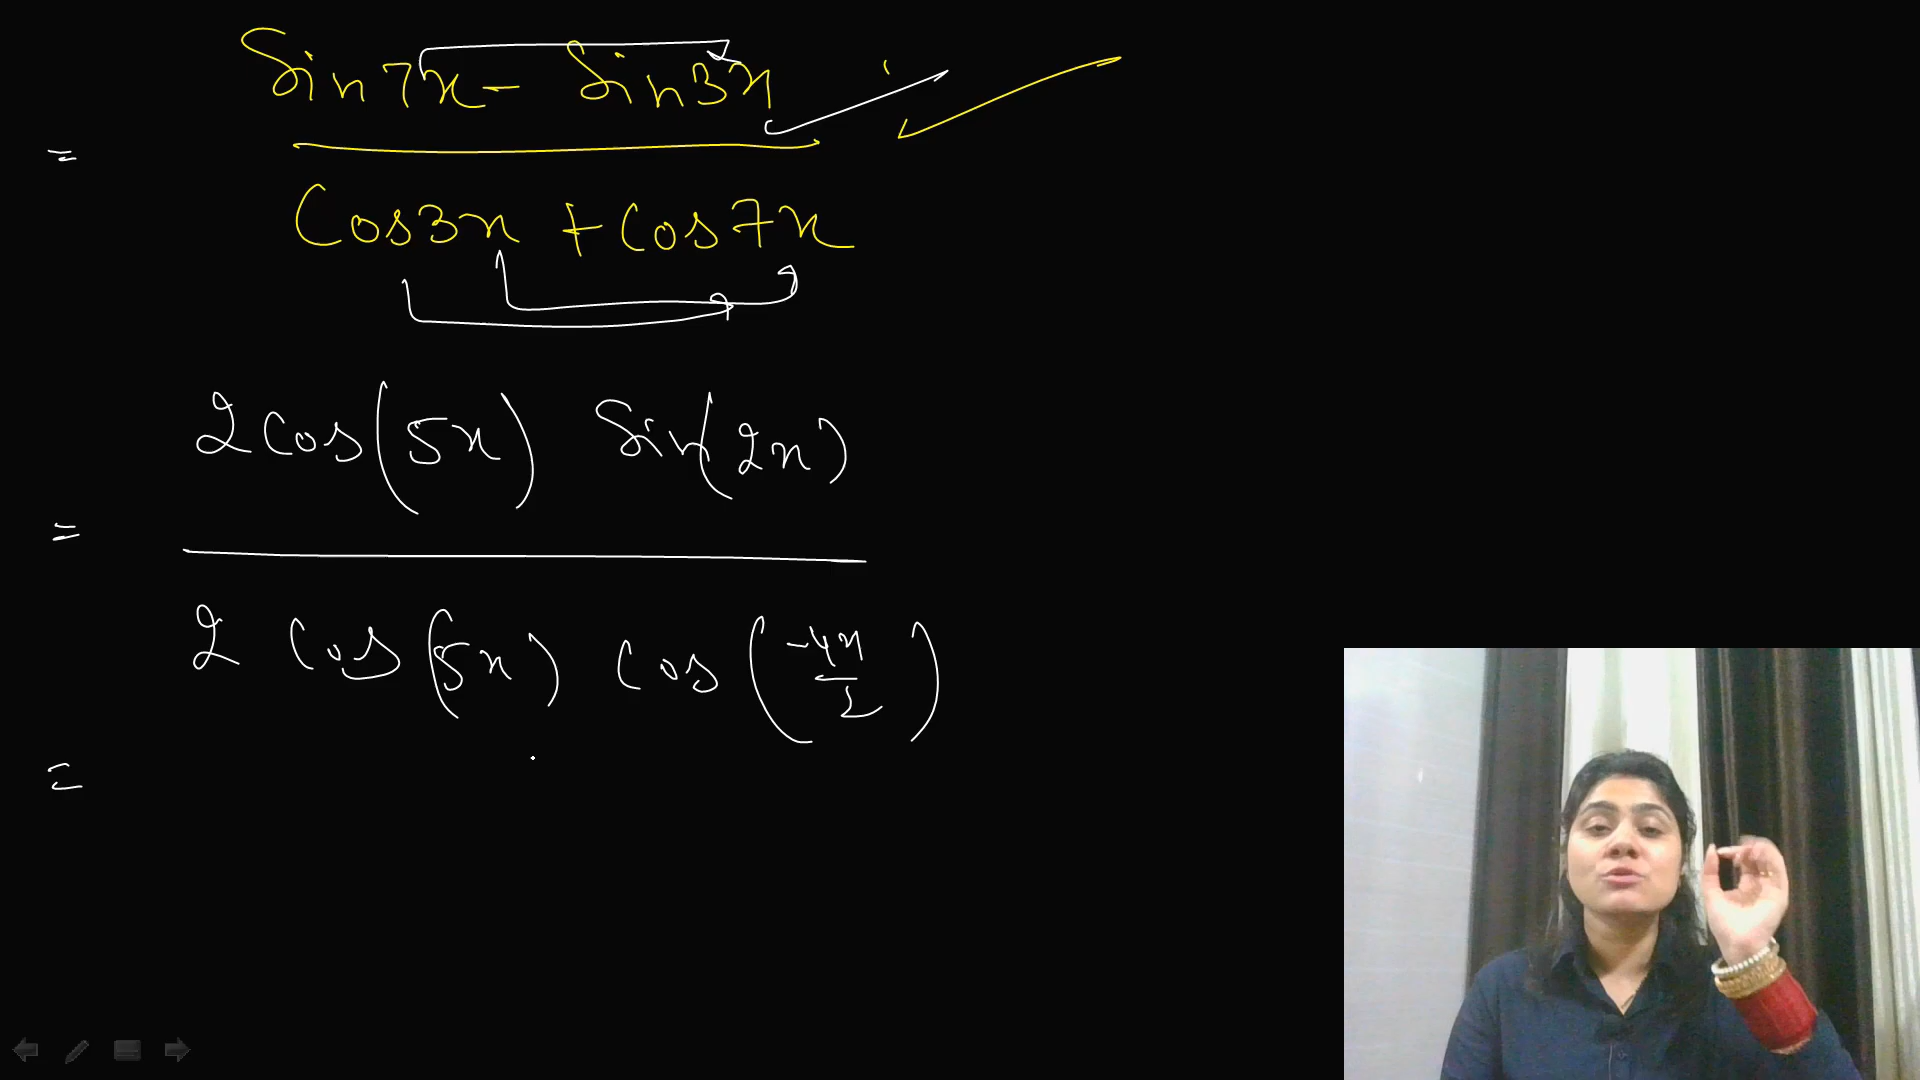 Sin7x - Sin3x
=
Cos3x + Cos7x
2Cos(5x) Sin(2x)
=
2 Cos(5x) Cos(-4x/2)
=